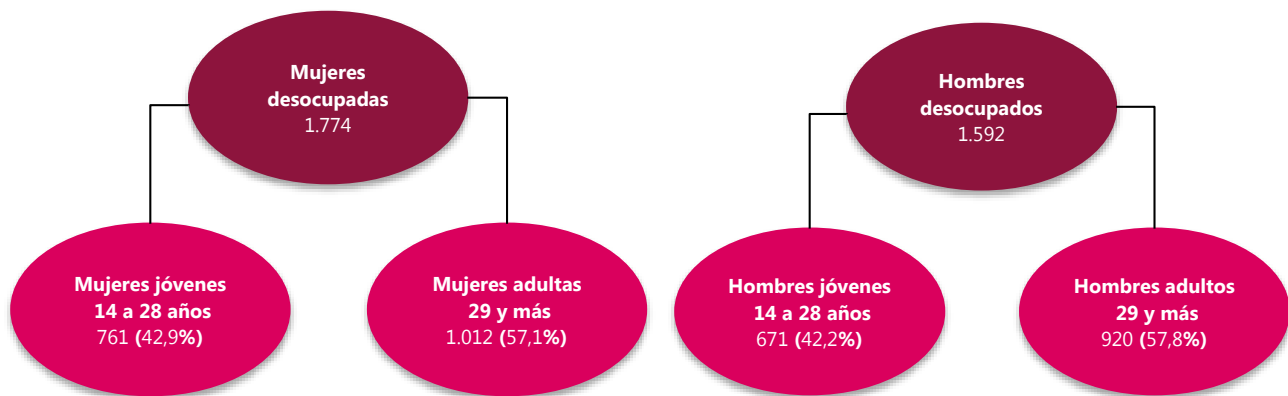 Mujeres
desocupadas
1.774
Hombres
desocupados
1.592
Mujeres jóvenes
14 a 28 años
761 (42,9%)
Mujeres adultas
29 y más
1.012 (57,1%)
Hombres jóvenes
14 a 28 años
671 (42,2%)
Hombres adultos
29 y más
920 (57,8%)